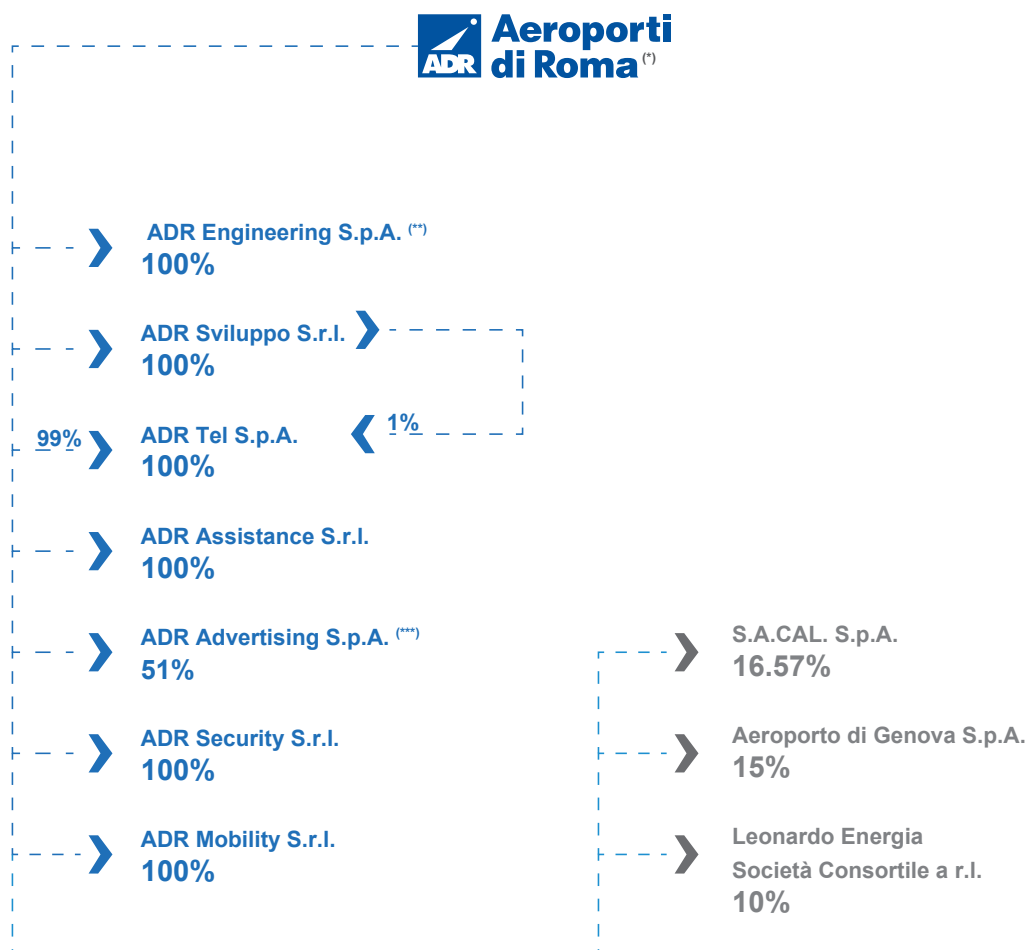 ADR
Aeroporti
di Roma (*)
ADR Engineering S.p.A. (**)
100%
ADR Sviluppo S.r.l.
100%
99%
ADR Tel S.p.A.
1%
100%
ADR Assistance S.r.l.
100%
ADR Advertising S.p.A. (***)
51%
ADR Security S.r.l.
100%
ADR Mobility S.r.l.
100%
S.A.CAL. S.p.A.
16.57%
Aeroporto di Genova S.p.A.
15%
Leonardo Energia
Società Consortile a r.l.
10%